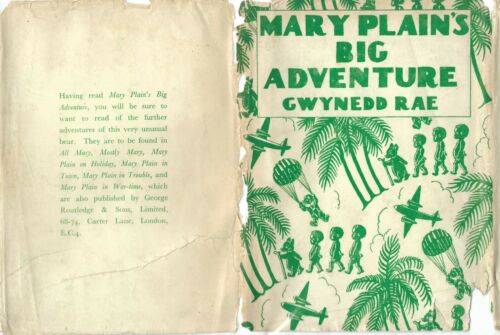 Having read Mary Plain's Big
Adventure, you will be sure to
want to read of the further
adventures of this very unusual
bear. They are to be found in
All Mary, Mostly Mary, Mary
Plain on Holiday, Mary Plain in
Town, Mary Plain in Trouble, and
Mary Plain in War-time, which
are also published by George
Routledge & Sons, Limited,
68-74, Carter Lane, London,
E.C.4.
MARY PLAIN'S
BIG
ADVENTURE
GWYNEDD RAE